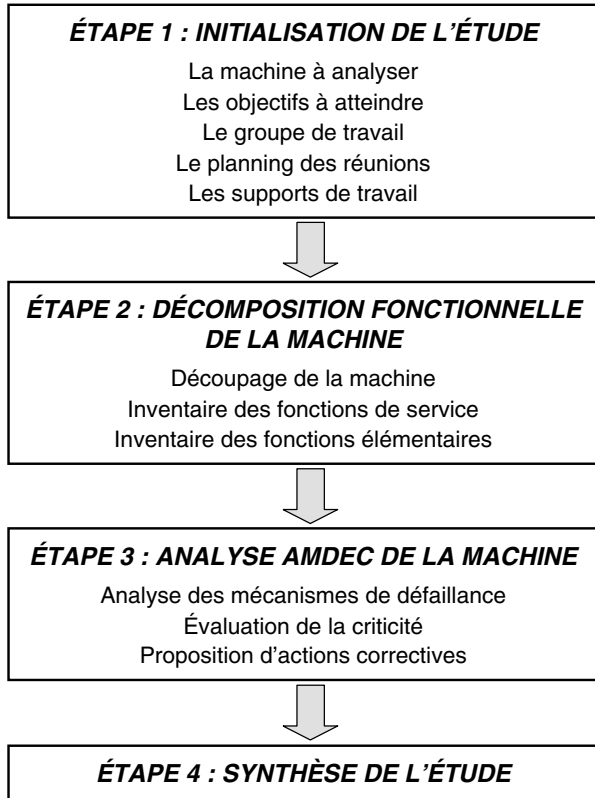 ÉTAPE 1 : INITIALISATION DE L’ÉTUDE
La machine à analyser
Les objectifs à atteindre
Le groupe de travail
Le planning des réunions
Les supports de travail
ÉTAPE 2 : DÉCOMPOSITION FONCTIONNELLE
DE LA MACHINE
Découpage de la machine
Inventaire des fonctions de service
Inventaire des fonctions élémentaires
ÉTAPE 3 : ANALYSE AMDEC DE LA MACHINE
Analyse des mécanismes de défaillance
Évaluation de la criticité
Proposition d’actions correctives
ÉTAPE 4 : SYNTHÈSE DE L’ÉTUDE